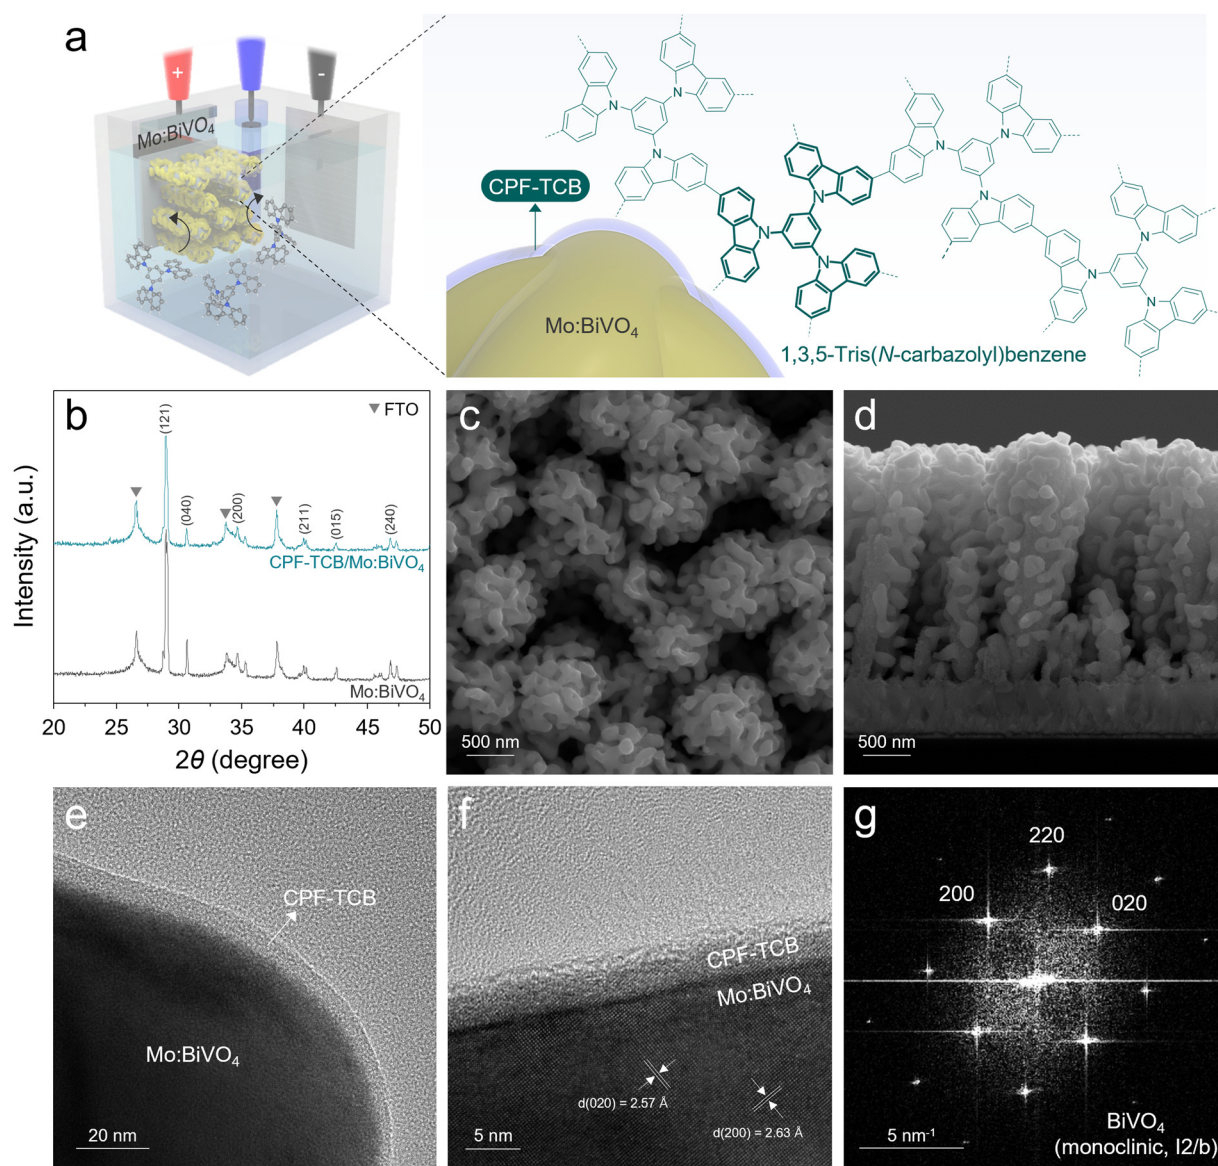 a
+
-
Mo:BiVO₄
CPF-TCB
Mo:BiVO₄
1,3,5-Tris(N-carbazolyl)benzene
N
N
N
N
N
N
N
N
N
N
N
N
b
FTO
(121)
(040)
(200)
(211)
(015)
(240)
CPF-TCB/Mo:BiVO₄
Mo:BiVO₄
Intensity (a.u.)
20 25 30 35 40 45 50
2θ (degree)
c
500 nm
d
500 nm
e
CPF-TCB
Mo:BiVO₄
20 nm
f
CPF-TCB
Mo:BiVO₄
d(020) = 2.57 Å
d(200) = 2.63 Å
5 nm
g
220
200
020
5 nm⁻¹
BiVO₄
(monoclinic, I2/b)